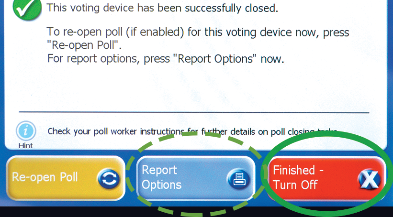 This voting device has been successfully closed.
To re-open poll (if enabled) for this voting device now, press
"Re-open Poll".
For report options, press "Report Options" now.
Check your poll worker instructions for further details on poll closing tasks.
Hint
Re-open Poll
Report
Options
Finished -
Turn Off